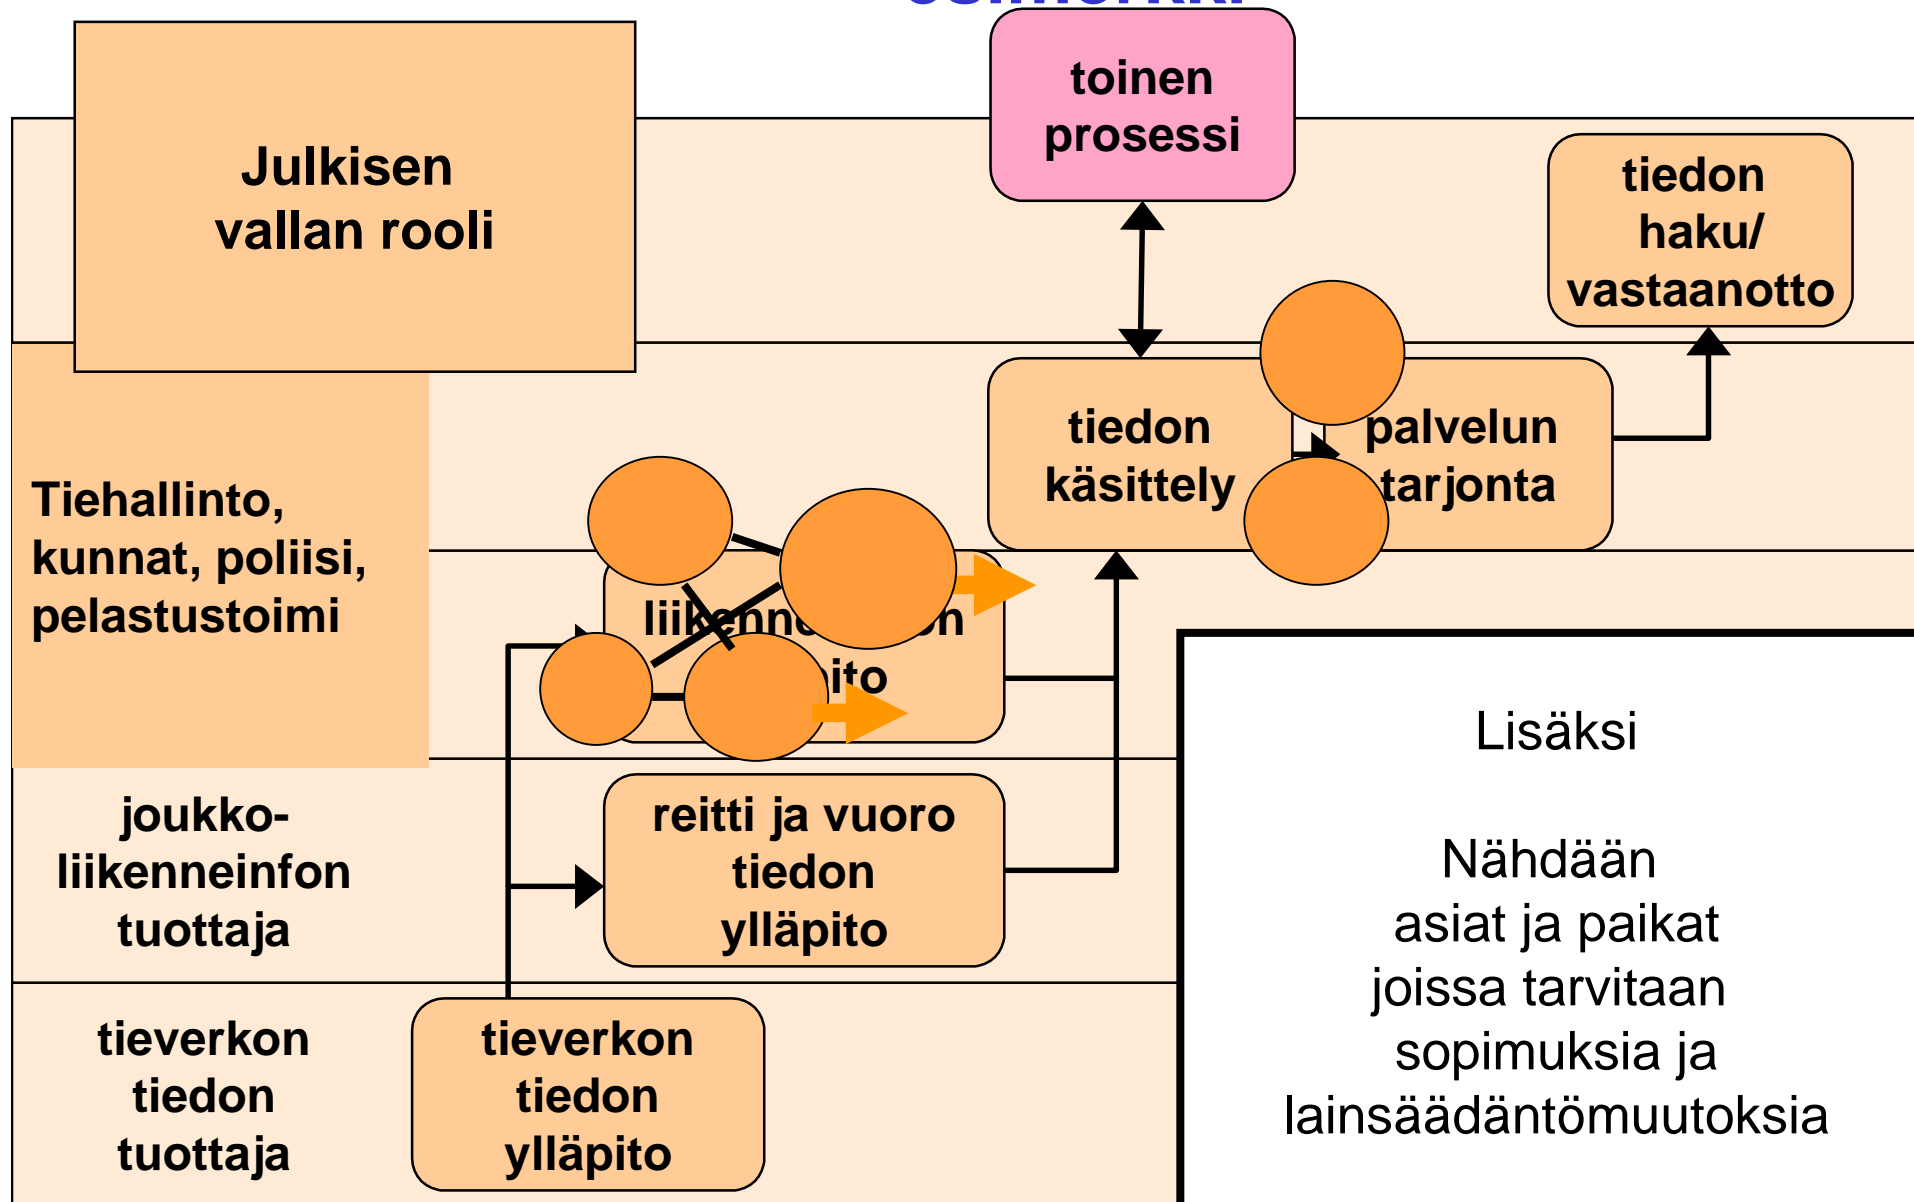 toinen
prosessi
Julkisen
vallan rooli
tiedon
haku/
vastaanotto
tiedon
käsittely
palvelun
tarjonta
Tiehallinto,
kunnat, poliisi,
pelastustoimi
joukko-
liikenneinfon
tuottaja
reitti ja vuoro
tiedon
ylläpito
Lisäksi
Nähdään
asiat ja paikat
joissa tarvitaan
sopimuksia ja
lainsäädäntömuutoksia
tieverkon
tiedon
tuottaja
tieverkon
tiedon
ylläpito